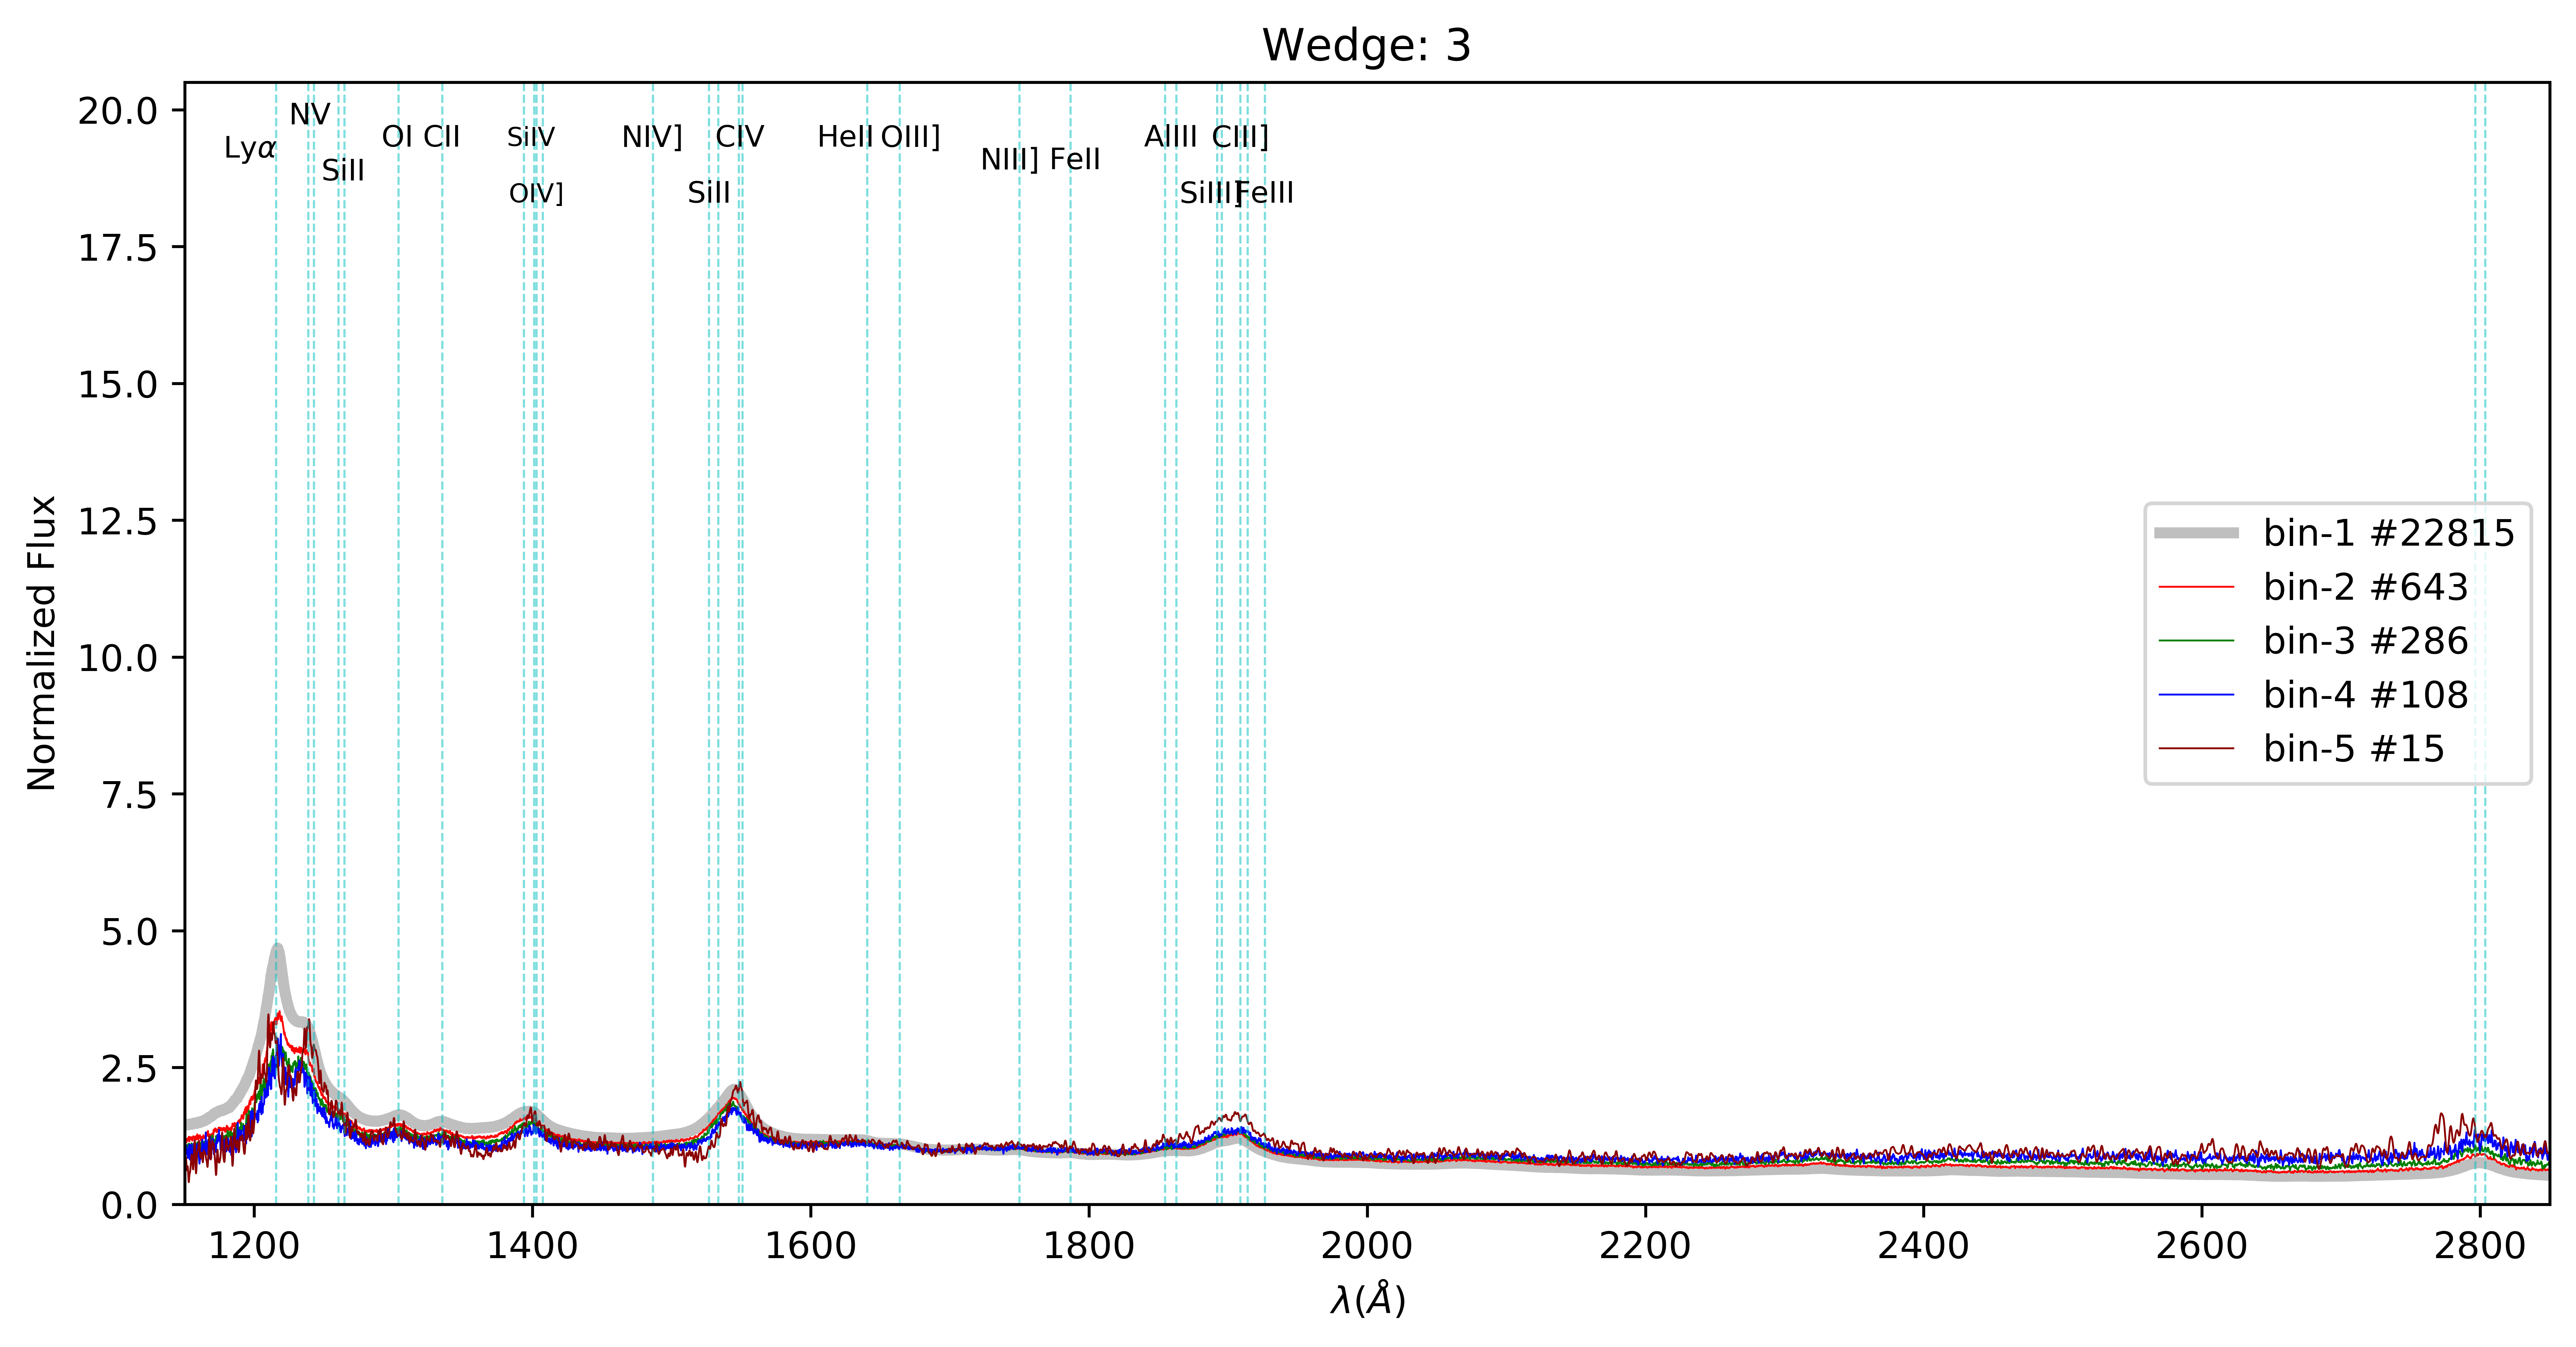 Wedge: 3
20.0
17.5
15.0
12.5
10.0
7.5
5.0
2.5
0.0
Normalized Flux
Lyα
NV
SiII
OI CII
SiIV
OIV]
NIV]
SiII
CIV
HeII OIII]
NIII] FeII
AlIII CIII]
SiIII] FeIII
bin-1 #22815
bin-2 #643
bin-3 #286
bin-4 #108
bin-5 #15
1200 1400 1600 1800 2000 2200 2400 2600 2800
λ(Å)